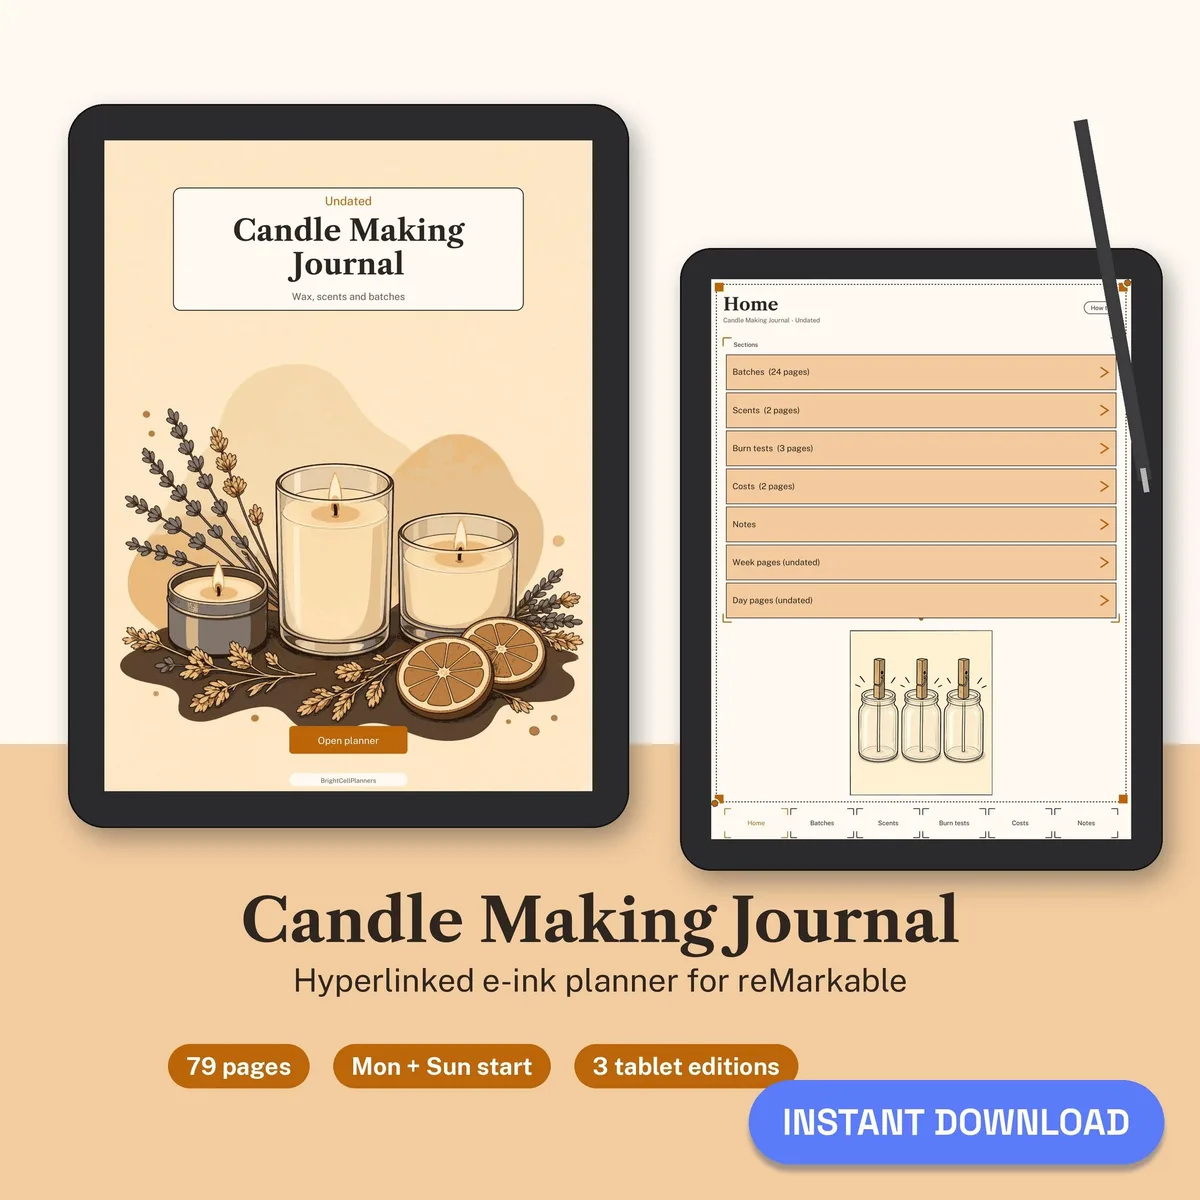 Undated
Candle Making
Journal
Wax, scents and batches
Open planner
BrightCellPlanners
Home
Candle Making Journal - Undated
How
Sections
Batches (24 pages)
Scents (2 pages)
Burn tests (3 pages)
Costs (2 pages)
Notes
Week pages (undated)
Day pages (undated)
Home Batches Scents Burn tests Costs Notes
Candle Making Journal
Hyperlinked e-ink planner for reMarkable
79 pages Mon + Sun start 3 tablet editions
INSTANT DOWNLOAD